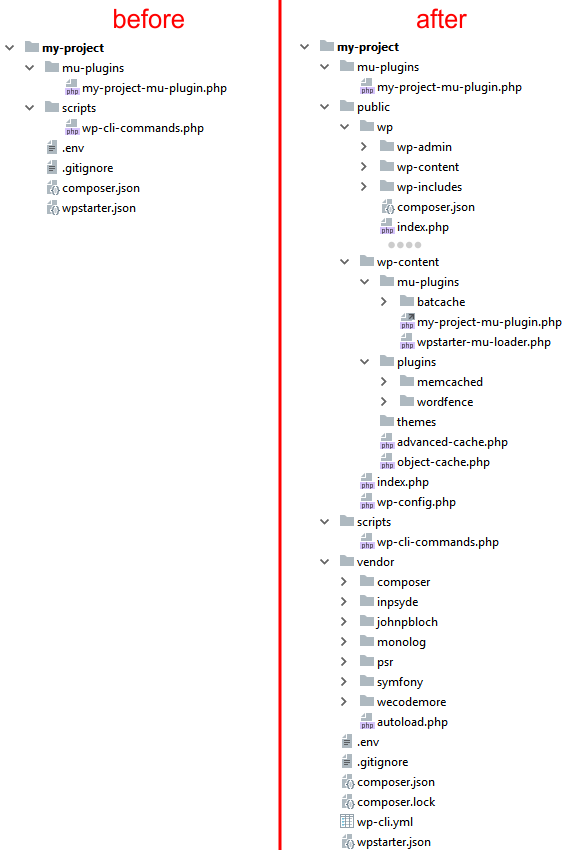 before
my-project
mu-plugins
my-project-mu-plugin.php
scripts
wp-cli-commands.php
.env
.gitignore
composer.json
wpstarter.json
after
my-project
mu-plugins
my-project-mu-plugin.php
public
wp
wp-admin
wp-content
wp-includes
composer.json
index.php
wp-content
mu-plugins
batcache
my-project-mu-plugin.php
wpstarter-mu-loader.php
plugins
memcached
wordfence
themes
advanced-cache.php
object-cache.php
index.php
wp-config.php
scripts
wp-cli-commands.php
vendor
composer
inpsyde
johnpbloch
monolog
psr
symfony
wecodemore
autoload.php
.env
.gitignore
composer.json
composer.lock
wp-cli.yml
wpstarter.json